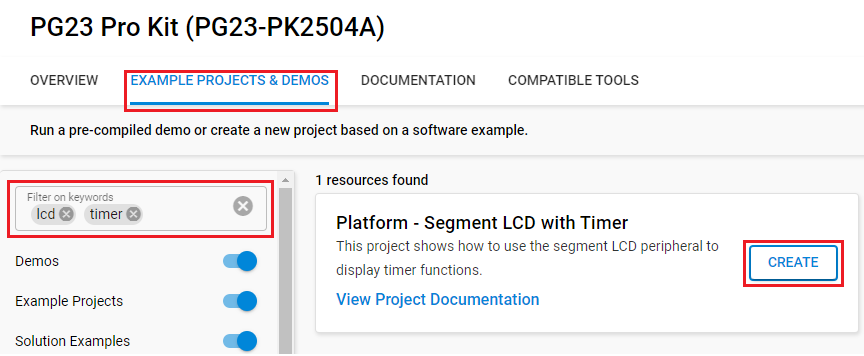 PG23 Pro Kit (PG23-PK2504A)
OVERVIEW EXAMPLE PROJECTS & DEMOS DOCUMENTATION COMPATIBLE TOOLS
Run a pre-compiled demo or create a new project based on a software example.
Filter on keywords
lcd timer
Demos
Example Projects
Solution Examples
1 resources found
Platform - Segment LCD with Timer
This project shows how to use the segment LCD peripheral to
display timer functions.
View Project Documentation
CREATE